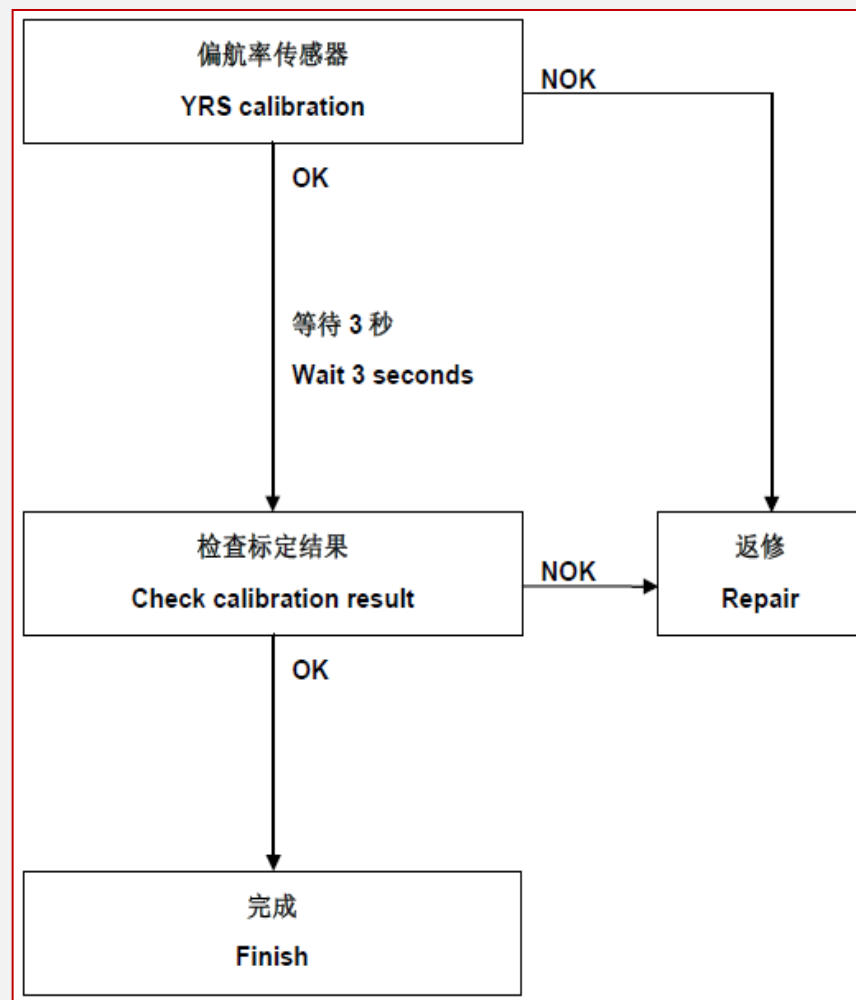 偏航率传感器
YRS calibration
NOK
OK
等待 3 秒
Wait 3 seconds
检查标定结果
Check calibration result
NOK
返修
Repair
OK
完成
Finish